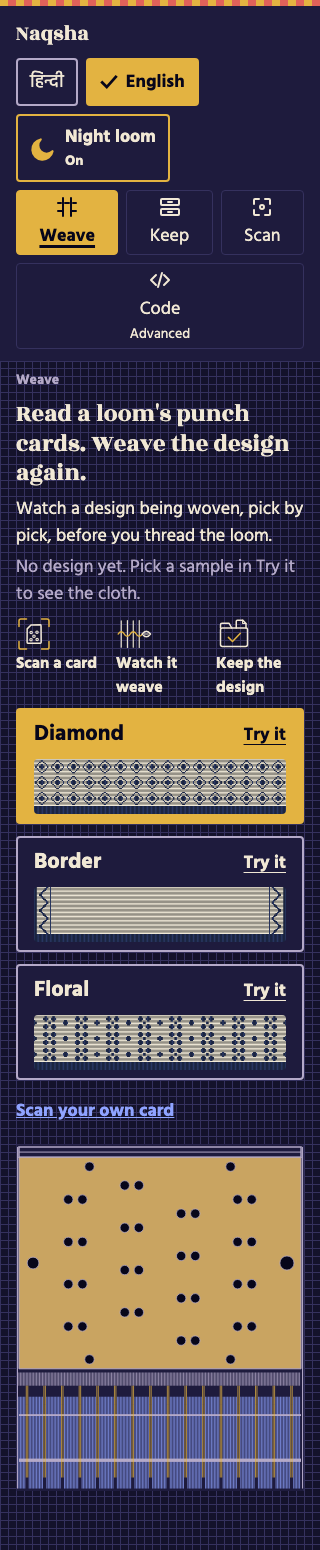 Naqsha
हिन्दी
English
Night loom
On
Weave
Keep
Scan
Code
Advanced
Weave
Read a loom's punch
cards. Weave the design
again.
Watch a design being woven, pick by
pick, before you thread the loom.
No design yet. Pick a sample in Try it
to see the cloth.
Scan a card
Watch it
weave
Keep the
design
Diamond
Try it
Border
Try it
Floral
Try it
Scan your own card